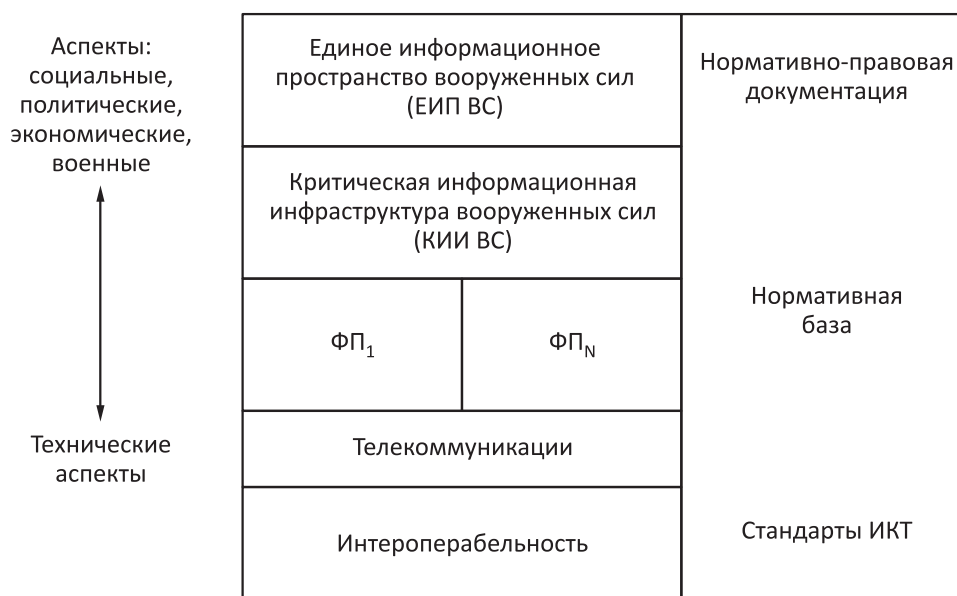 Аспекты:
социальные,
политические,
экономические,
военные
Технические
аспекты
Единое информационное
пространство вооруженных сил
(ЕИП ВС)
Критическая информационная
инфраструктура вооруженных сил
(КИИ ВС)
ФП1
ФПN
Телекоммуникации
Интероперабельность
Нормативно-правовая
документация
Нормативная
база
Стандарты ИКТ